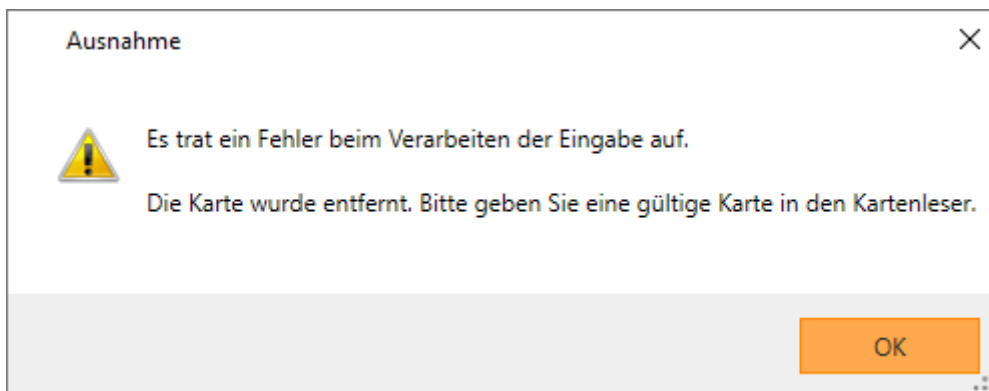 Ausnahme
Es trat ein Fehler beim Verarbeiten der Eingabe auf.
Die Karte wurde entfernt. Bitte geben Sie eine gültige Karte in den Kartenleser.
OK